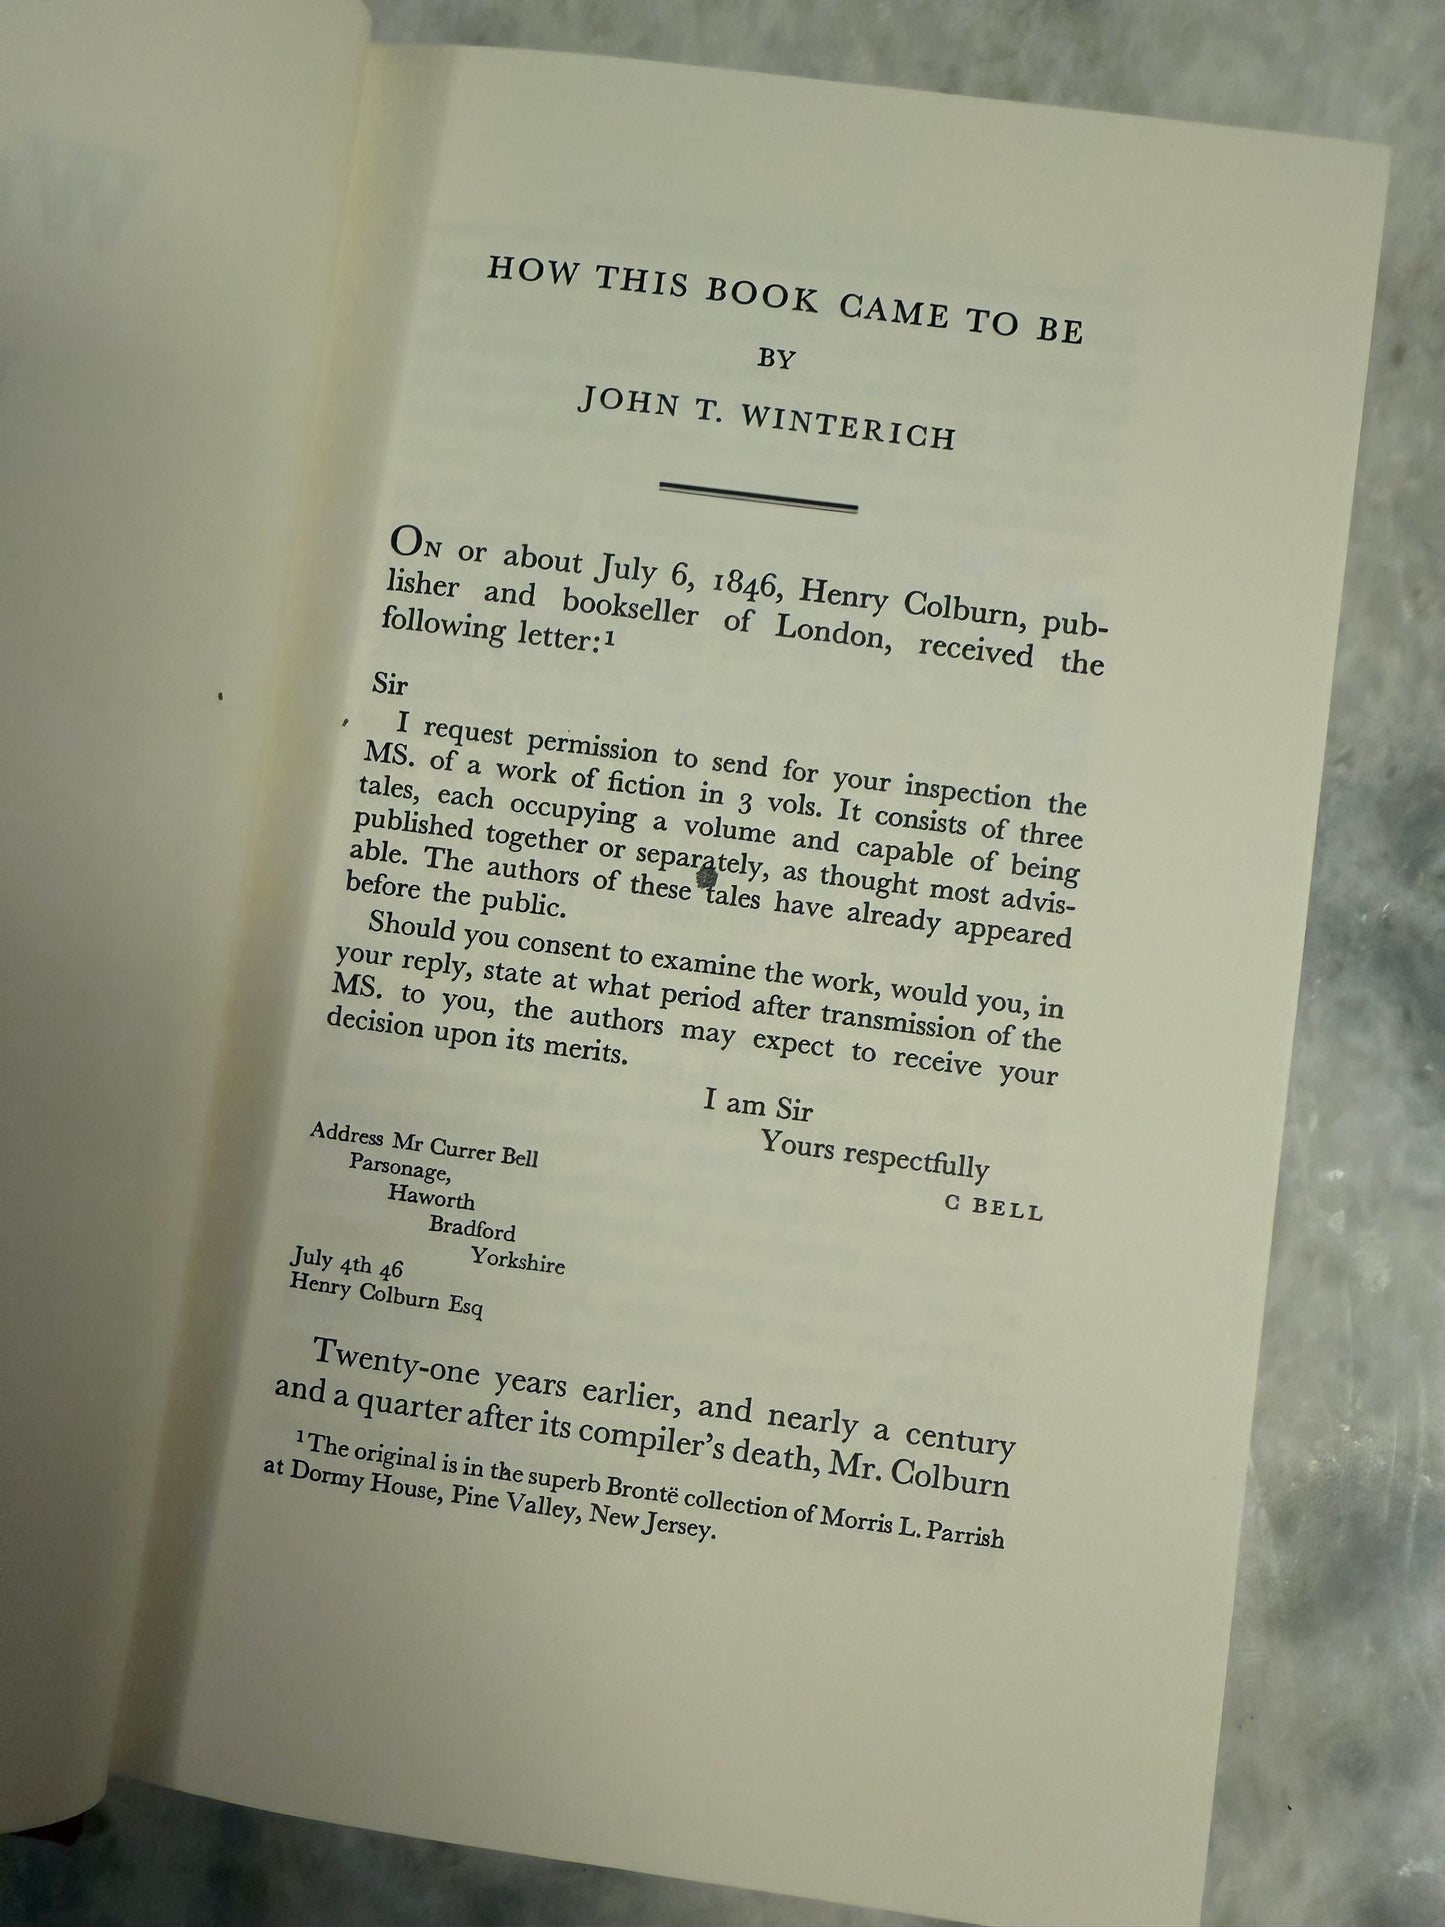 HOW THIS BOOK CAME TO BE
BY
JOHN T. WINTERICH
ON or about July 6, 1846, Henry Colburn, pub-
lisher and bookseller of London, received the
following letter:¹
Sir
I request permission to send for your inspection the
MS. of a work of fiction in 3 vols. It consists of three
tales, each occupying a volume and capable of being
published together or separately, as thought most advis-
able. The authors of these tales have already appeared
before the public.
Should you consent to examine the work, would you, in
your reply, state at what period after transmission of the
MS. to you, the authors may expect to receive your
decision upon its merits.
I am Sir
Yours respectfully
C BELL
Address Mr Currer Bell
Parsonage,
Haworth
Bradford
Yorkshire
July 4th 46
Henry Colburn Esq
Twenty-one years earlier, and nearly a century
and a quarter after its compiler's death, Mr. Colburn
¹The original is in the superb Brontë collection of Morris L. Parrish
at Dormy House, Pine Valley, New Jersey.